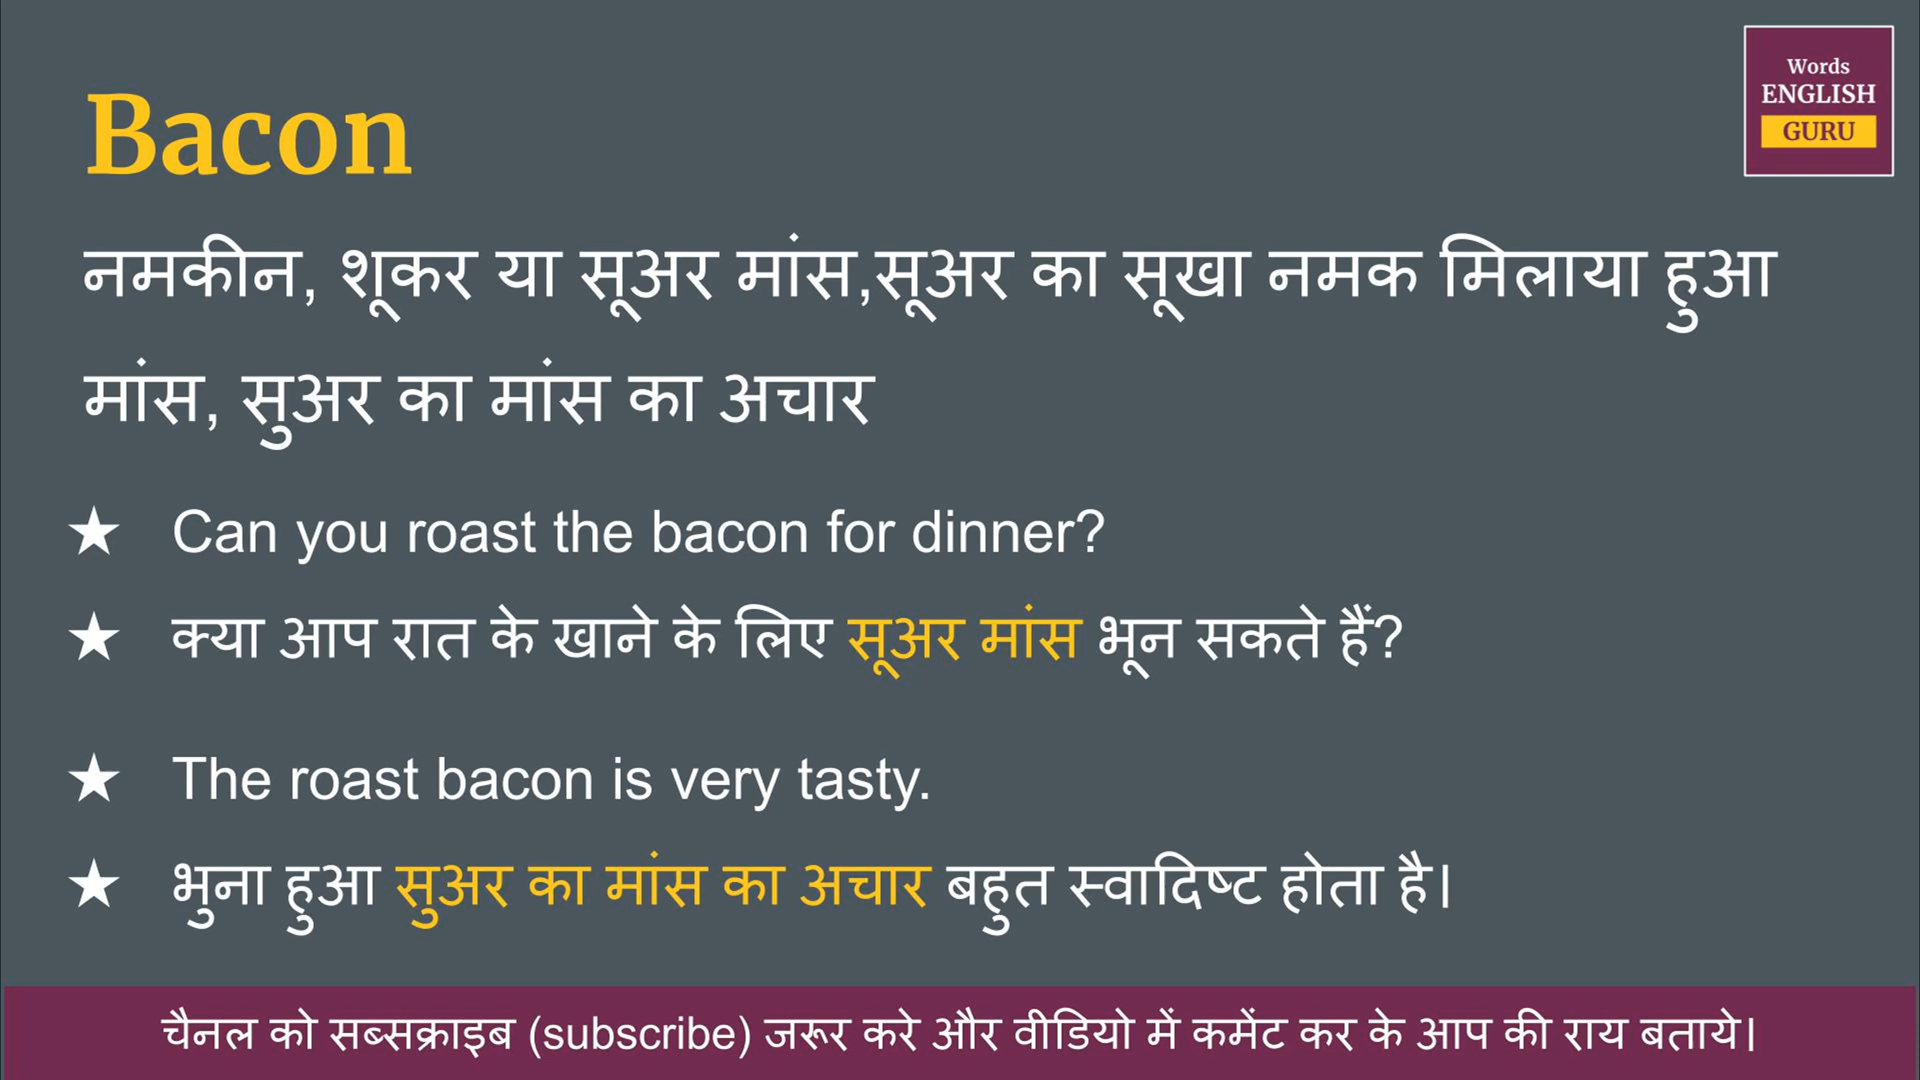 Words
ENGLISH
GURU
Bacon
नमकीन, शूकर या सूअर मांस,सूअर का सूखा नमक मिलाया हुआ
मांस, सुअर का मांस का अचार
★ Can you roast the bacon for dinner?
★ क्या आप रात के खाने के लिए सूअर मांस भून सकते हैं?
★ The roast bacon is very tasty.
★ भुना हुआ सुअर का मांस का अचार बहुत स्वादिष्ट होता है।
चैनल को सब्सक्राइब (subscribe) जरूर करे और वीडियो में कमेंट कर के आप की राय बताये।